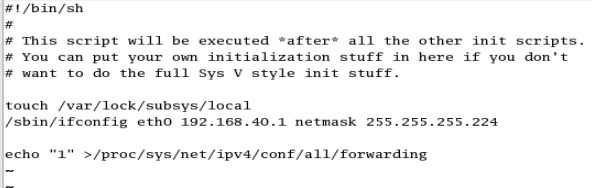 #!/bin/sh
#
# This script will be executed *after* all the other init scripts.
# You can put your own initialization stuff in here if you don't
# want to do the full Sys V style init stuff.
touch /var/lock/subsys/local
/sbin/ifconfig eth0 192.168.40.1 netmask 255.255.255.224
echo "1" >/proc/sys/net/ipv4/conf/all/forwarding
~
~